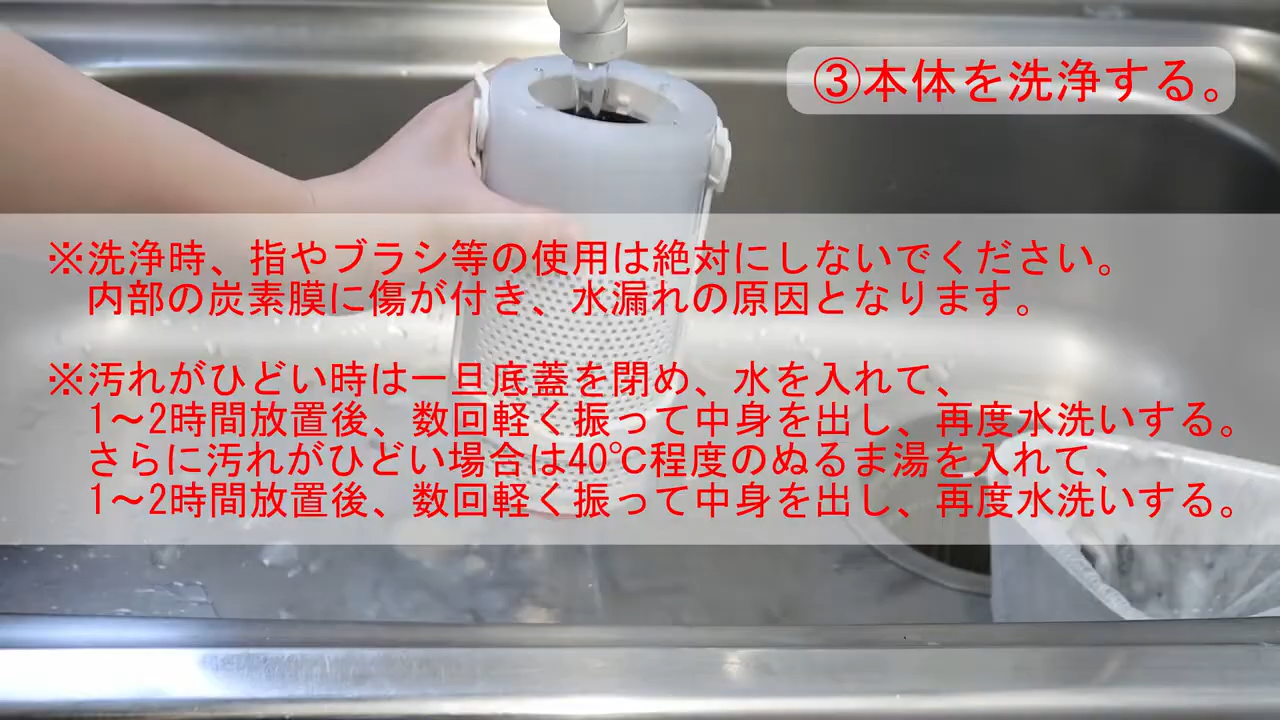 ③本体を洗浄する。
※洗浄時、指やブラシ等の使用は絶対にしないでください。
内部の炭素膜に傷が付き、水漏れの原因となります。
※汚れがひどい時は一旦底蓋を閉め、水を入れて、
1～2時間放置後、数回軽く振って中身を出し、再度水洗いする。
さらに汚れがひどい場合は40℃程度のぬるま湯を入れて、
1～2時間放置後、数回軽く振って中身を出し、再度水洗いする。